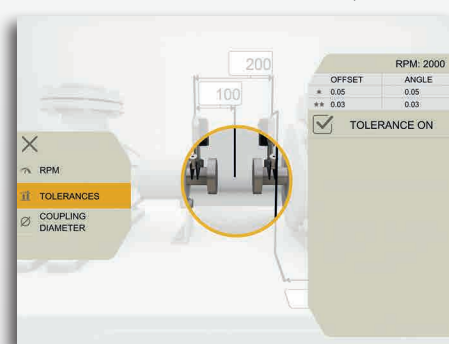 200
100
RPM: 2000
OFFSET ANGLE
* 0.05 0.05
** 0.03 0.03
TOLERANCE ON
RPM
TOLERANCES
COUPLING
DIAMETER